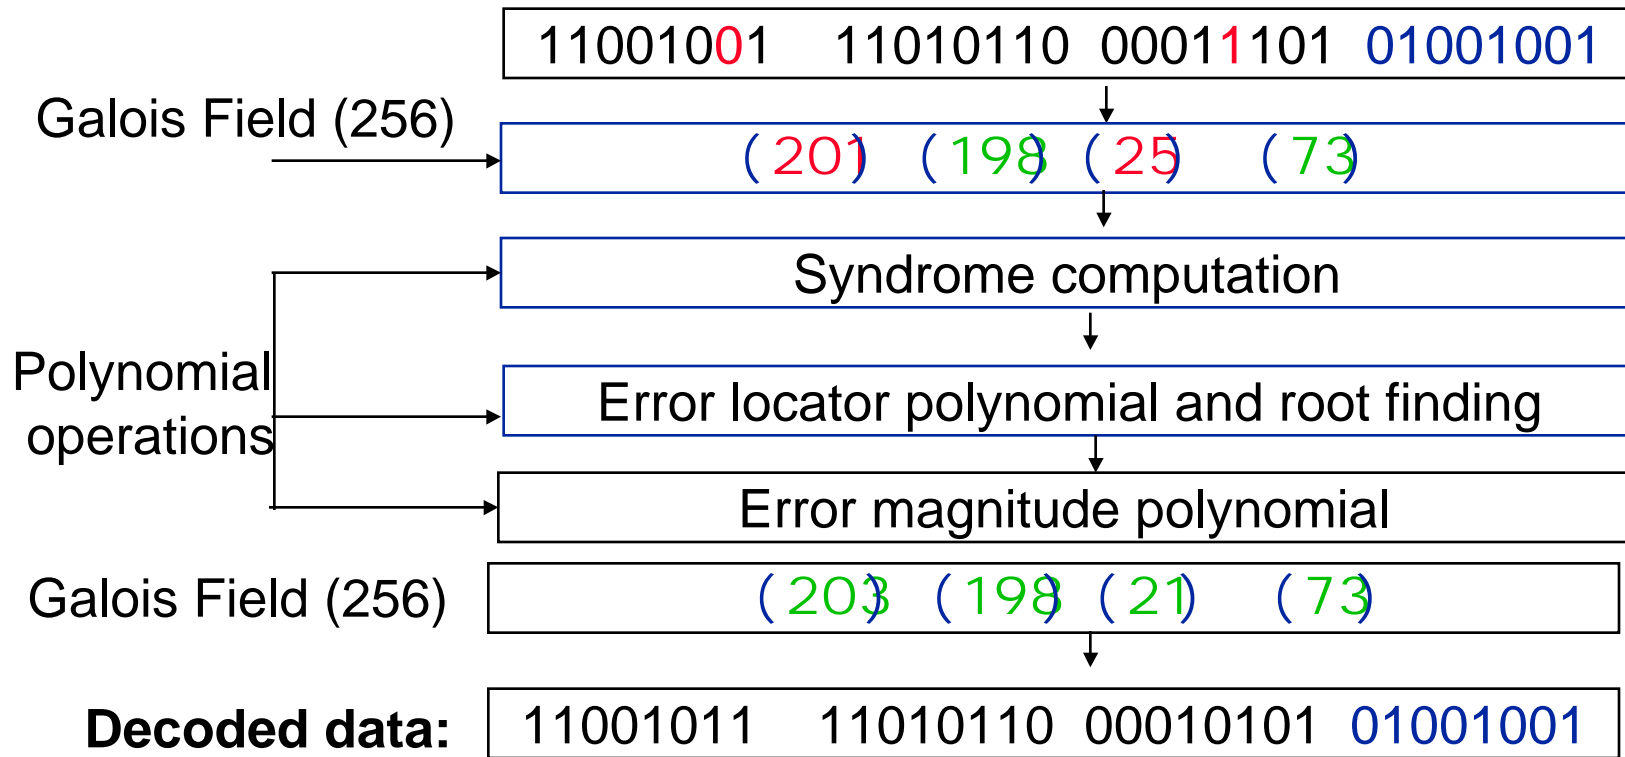 11001001 11010110 00011101 01001001
Galois Field (256)
(201) (198) (25) (73)
Syndrome computation
Polynomial
operations
Error locator polynomial and root finding
Error magnitude polynomial
Galois Field (256)
(203) (198) (21) (73)
Decoded data:
11001011 11010110 00010101 01001001